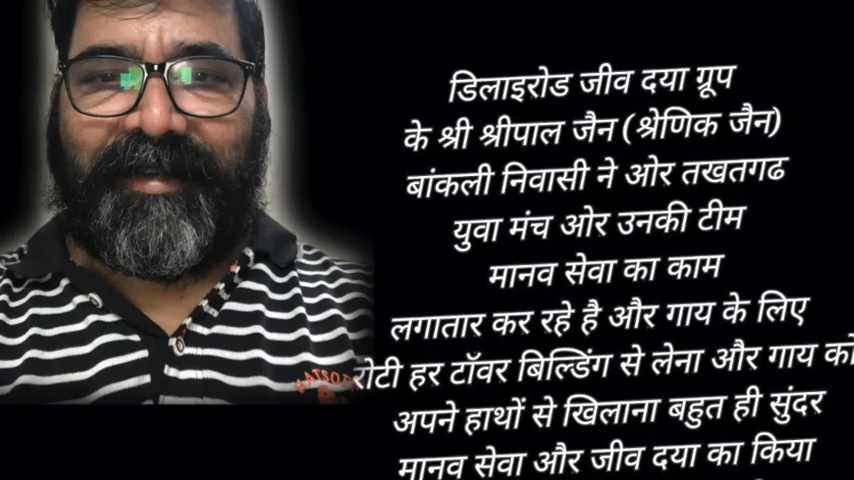 डिलाइरोड जीव दया ग्रूप
के श्री श्रीपाल जैन (श्रेणिक जैन)
बांकली निवासी ने ओर तखतगढ
युवा मंच ओर उनकी टीम
मानव सेवा का काम
लगातार कर रहे है और गाय के लिए
रोटी हर टॉवर बिल्डिंग से लेना और गाय को
अपने हाथों से खिलाना बहुत ही सुंदर
मानव सेवा और जीव दया का किया